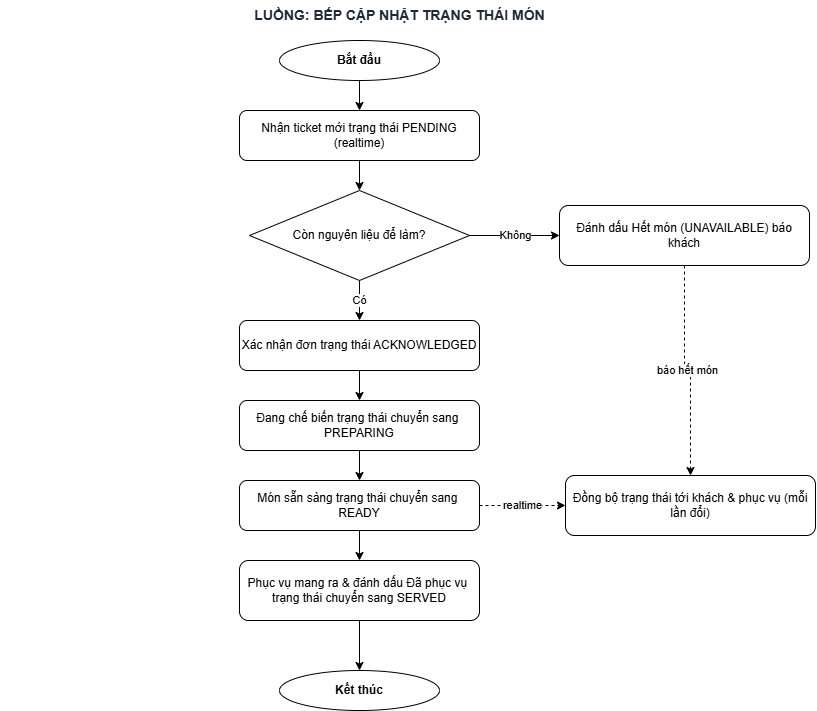 LUỒNG: BẾP CẬP NHẬT TRẠNG THÁI MÓN
Bắt đầu
Nhận ticket mới trạng thái PENDING
(realtime)
Còn nguyên liệu để làm?
Không
Đánh dấu Hết món (UNAVAILABLE) báo
khách
Có
Xác nhận đơn trạng thái ACKNOWLEDGED
báo hết món
Đang chế biến trạng thái chuyển sang
PREPARING
Món sẵn sàng trạng thái chuyển sang
READY
realtime
Đồng bộ trạng thái tới khách & phục vụ (mỗi
lần đổi)
Phục vụ mang ra & đánh dấu Đã phục vụ
trạng thái chuyển sang SERVED
Kết thúc